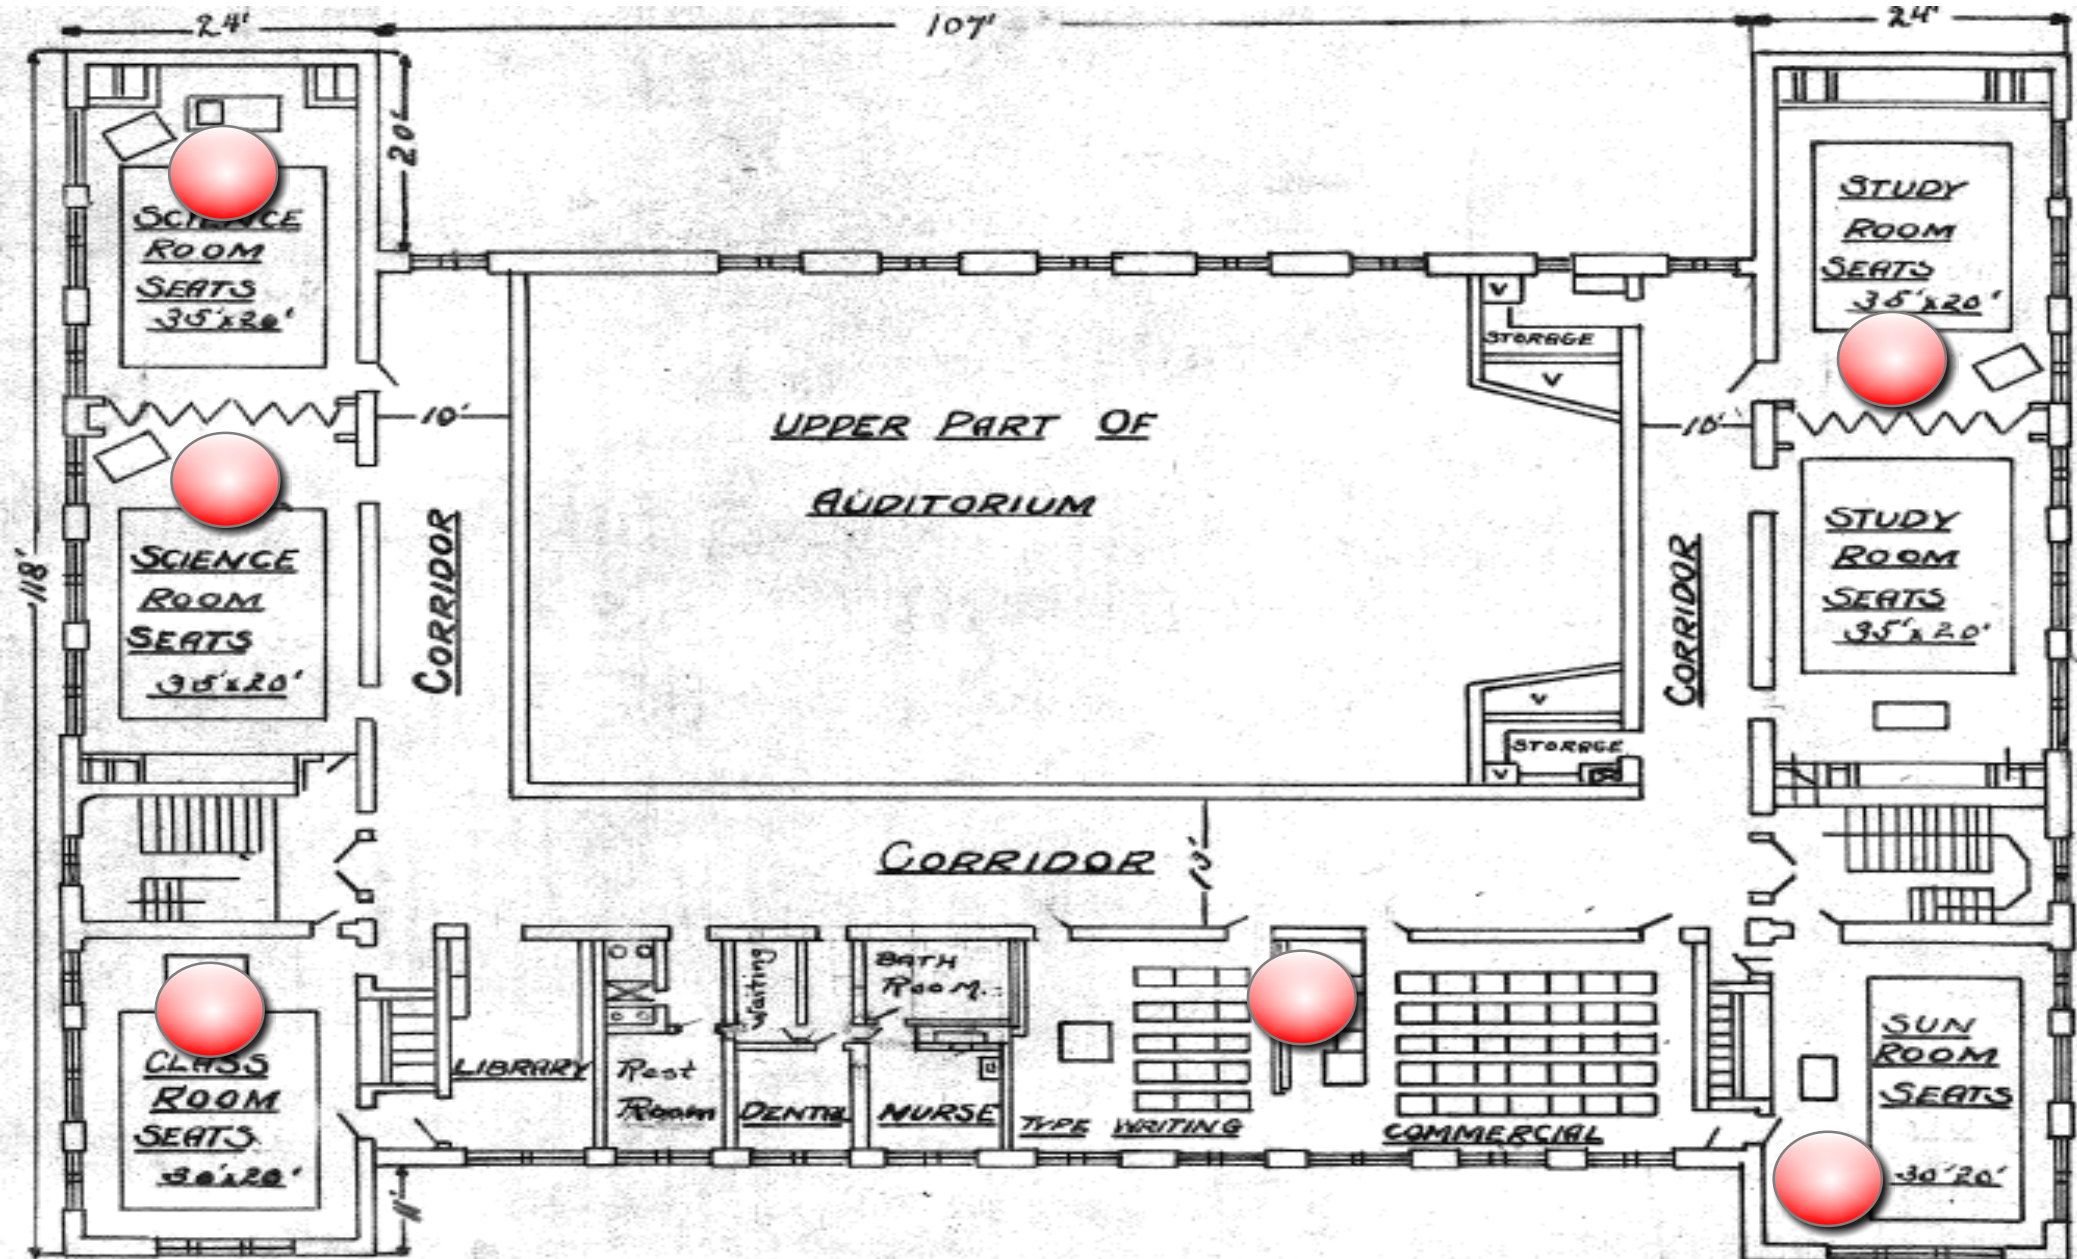 24'
107'
24'
20'
118'
SCIENCE
ROOM
SEATS
35'x20'
STUDY
ROOM
SEATS
35'x20'
STORAGE
V
V
10'
10'
UPPER PART OF
AUDITORIUM
SCIENCE
ROOM
SEATS
35'x20'
CORRIDOR
CORRIDOR
STUDY
ROOM
SEATS
35'x20'
V
STORAGE
V
CORRIDOR
10'
CLASS
ROOM
SEATS
30'x20'
LIBRARY
Rest
Room
Waiting
DENTAL
BATH
Room.
NURSE
TYPE WRITING
COMMERCIAL
SUN
ROOM
SEATS
30'20'
11'